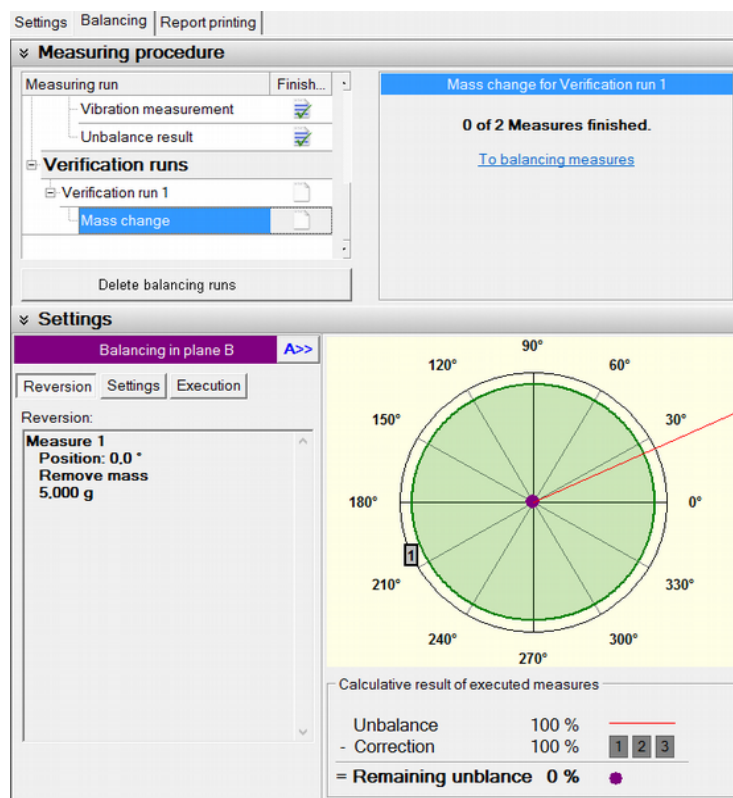 Settings Balancing Report printing
Measuring procedure
Measuring run Finish...
Vibration measurement
Unbalance result
Verification runs
Verification run 1
Mass change
Delete balancing runs
Mass change for Verification run 1
0 of 2 Measures finished.
To balancing measures
Settings
Balancing in plane B A>>
Reversion Settings Execution
Reversion:
Measure 1
Position: 0,0 °
Remove mass
5,000 g
90°
120° 60°
150° 30°
180° 0°
1
210° 330°
240° 300°
270°
Calculative result of executed measures
Unbalance 100 %
- Correction 100 % 1 2 3
= Remaining unblance 0 %